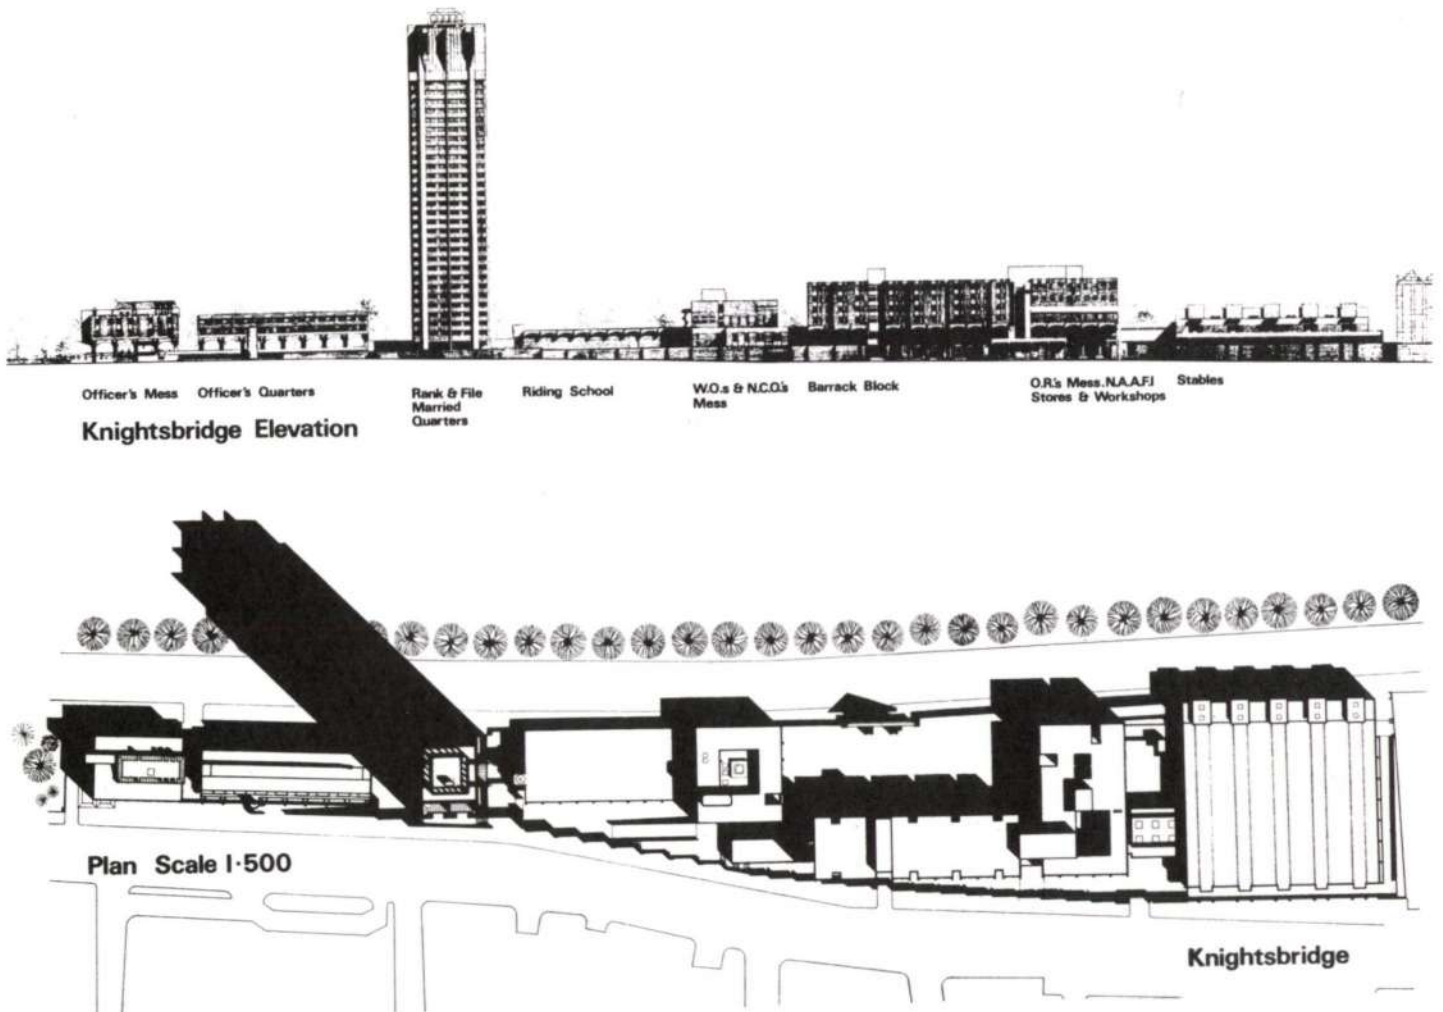 Officer's Mess
Officer's Quarters
Rank & File
Married
Quarters
Riding School
W.O.s & N.C.O.'s
Mess
Barrack Block
O.R.'s Mess.N.A.A.F.I
Stores & Workshops
Stables
Knightsbridge Elevation
Plan Scale 1·500
Knightsbridge